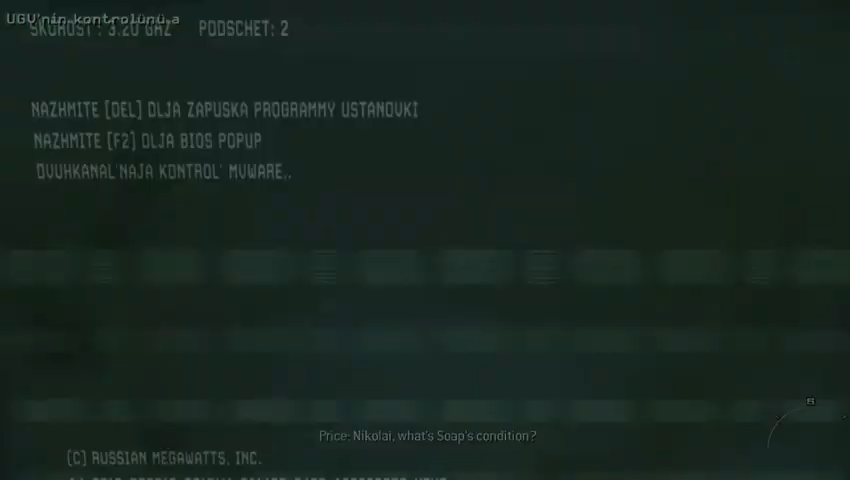 UGV'nin kontrolünü a
SKOROST': 3.20 GHZ PODSCHET: 2
NAZHMITE [DEL] DLJA ZAPUSKA PROGRAMMY USTANOVKI
NAZHMITE [F2] DLJA BIOS POPUP
DVUHKANAL'NAJA KONTROL' MVWARE..
S
Price: Nikolai, what's Soap's condition?
(C) RUSSIAN MEGAWATTS, INC.